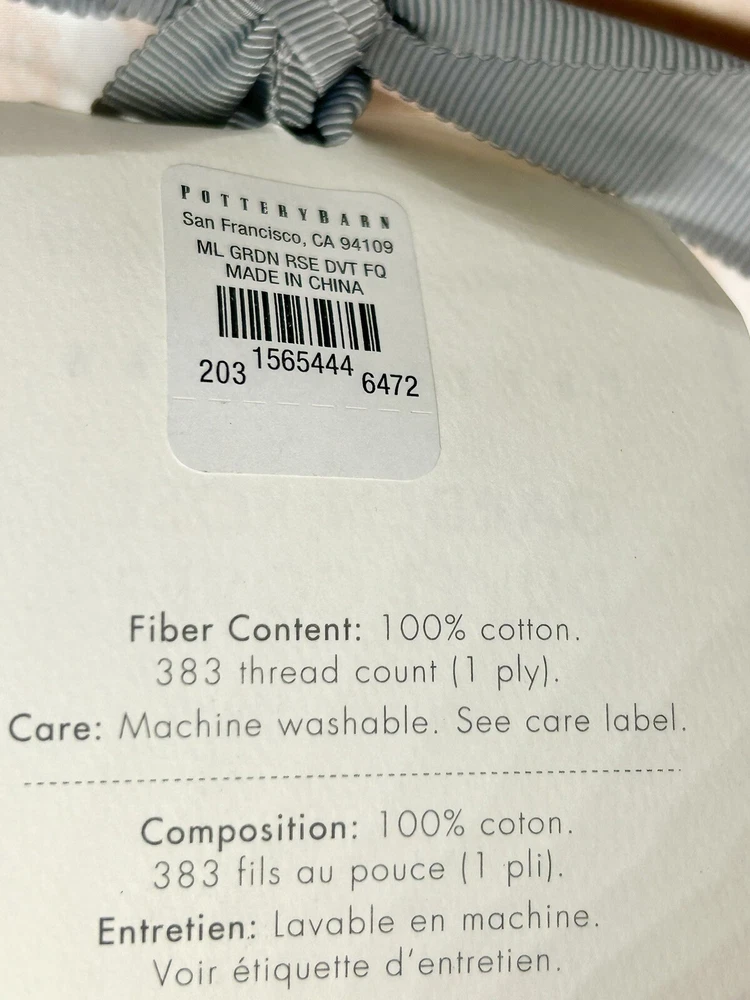 POTTERYBARN
San Francisco, CA 94109
ML GRDN RSE DVT FQ
MADE IN CHINA
203 1565444 6472
Fiber Content: 100% cotton.
383 thread count (1 ply).
Care: Machine washable. See care label.
Composition: 100% coton.
383 fils au pouce (1 pli).
Entretien: Lavable en machine.
Voir étiquette d'entretien.